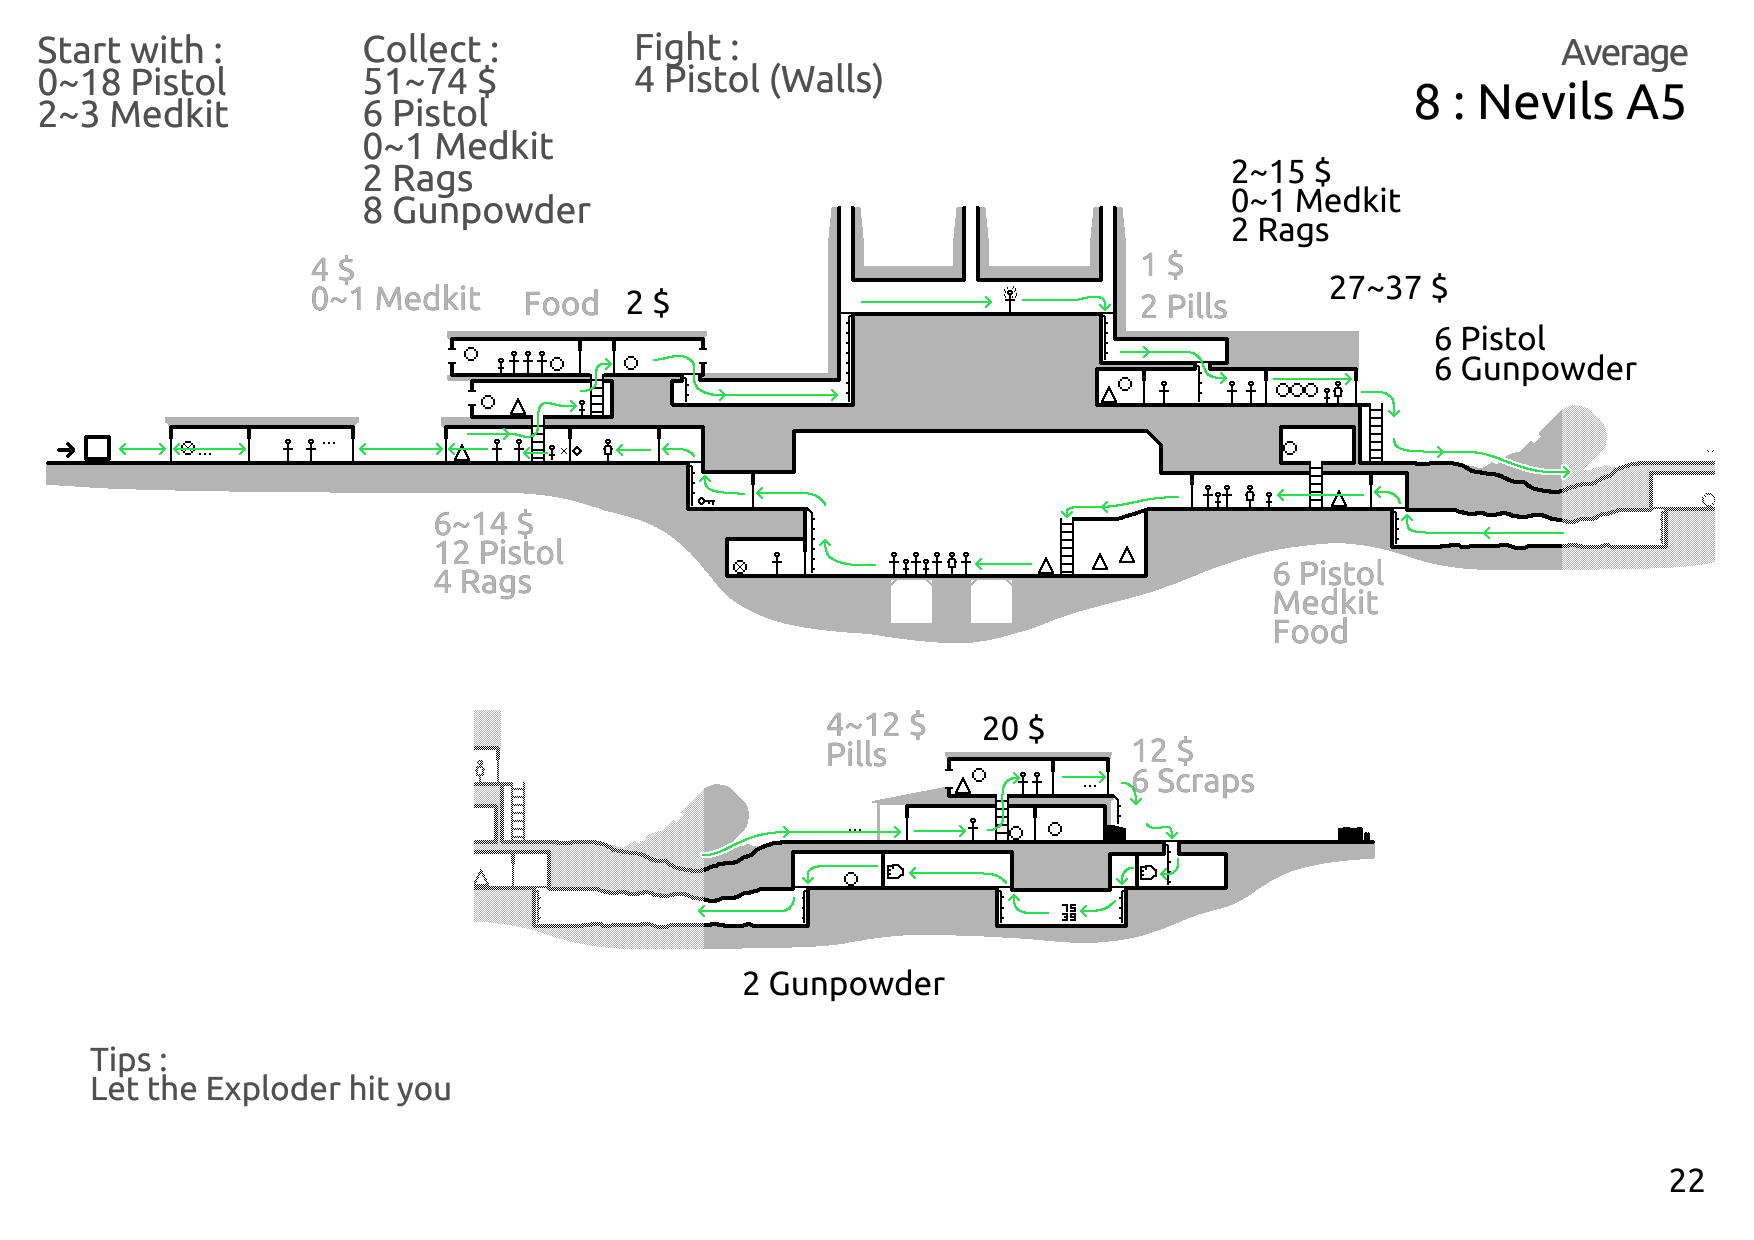 Start with :
0~18 Pistol
2~3 Medkit
Collect :
51~74 $
6 Pistol
0~1 Medkit
2 Rags
8 Gunpowder
Fight :
4 Pistol (Walls)
Average
8 : Nevils A5
2~15 $
0~1 Medkit
2 Rags
4 $
0~1 Medkit
Food
2 $
1 $
2 Pills
27~37 $
6 Pistol
6 Gunpowder
6~14 $
12 Pistol
4 Rags
6 Pistol
Medkit
Food
4~12 $
Pills
20 $
12 $
6 Scraps
75
39
2 Gunpowder
Tips :
Let the Exploder hit you
22